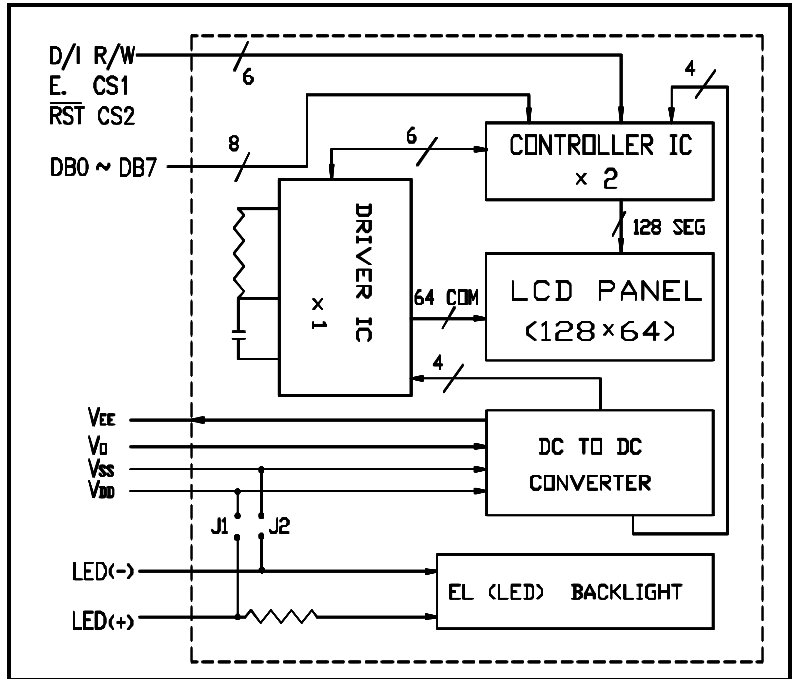 D/I R/W
E. CS1
RST CS2
DB0 ~ DB7
6
8
6
4
CONTROLLER IC
× 2
128 SEG
DRIVER IC
× 1
64 COM
LCD PANEL
(128×64)
4
VEE
VO
VSS
VDD
DC TO DC
CONVERTER
J1
J2
LED(-)
LED(+)
EL (LED) BACKLIGHT